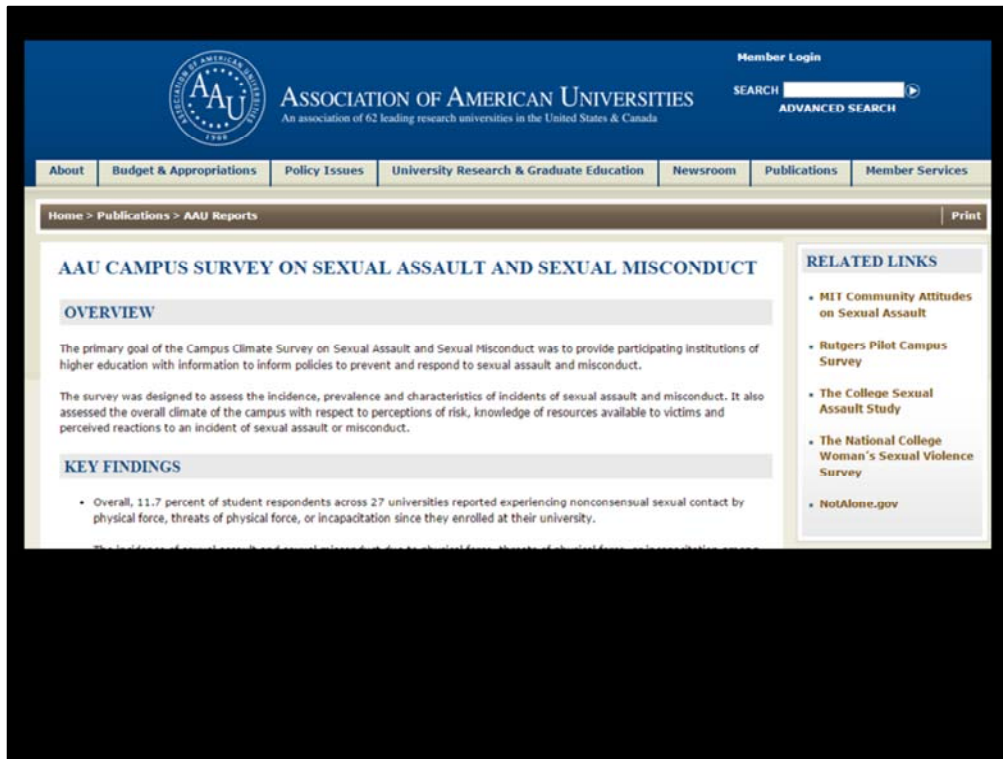 ASSOCIATION OF AMERICAN UNIVERSITIES
AAU
1900
ASSOCIATION OF AMERICAN UNIVERSITIES
An association of 62 leading research universities in the United States & Canada
Member Login
SEARCH
ADVANCED SEARCH
About Budget & Appropriations Policy Issues University Research & Graduate Education Newsroom Publications Member Services
Home > Publications > AAU Reports Print
AAU CAMPUS SURVEY ON SEXUAL ASSAULT AND SEXUAL MISCONDUCT
OVERVIEW
The primary goal of the Campus Climate Survey on Sexual Assault and Sexual Misconduct was to provide participating institutions of
higher education with information to inform policies to prevent and respond to sexual assault and misconduct.
The survey was designed to assess the incidence, prevalence and characteristics of incidents of sexual assault and misconduct. It also
assessed the overall climate of the campus with respect to perceptions of risk, knowledge of resources available to victims and
perceived reactions to an incident of sexual assault or misconduct.
KEY FINDINGS
• Overall, 11.7 percent of student respondents across 27 universities reported experiencing nonconsensual sexual contact by
physical force, threats of physical force, or incapacitation since they enrolled at their university.
RELATED LINKS
• MIT Community Attitudes
on Sexual Assault
• Rutgers Pilot Campus
Survey
• The College Sexual
Assault Study
• The National College
Woman's Sexual Violence
Survey
• NotAlone.gov